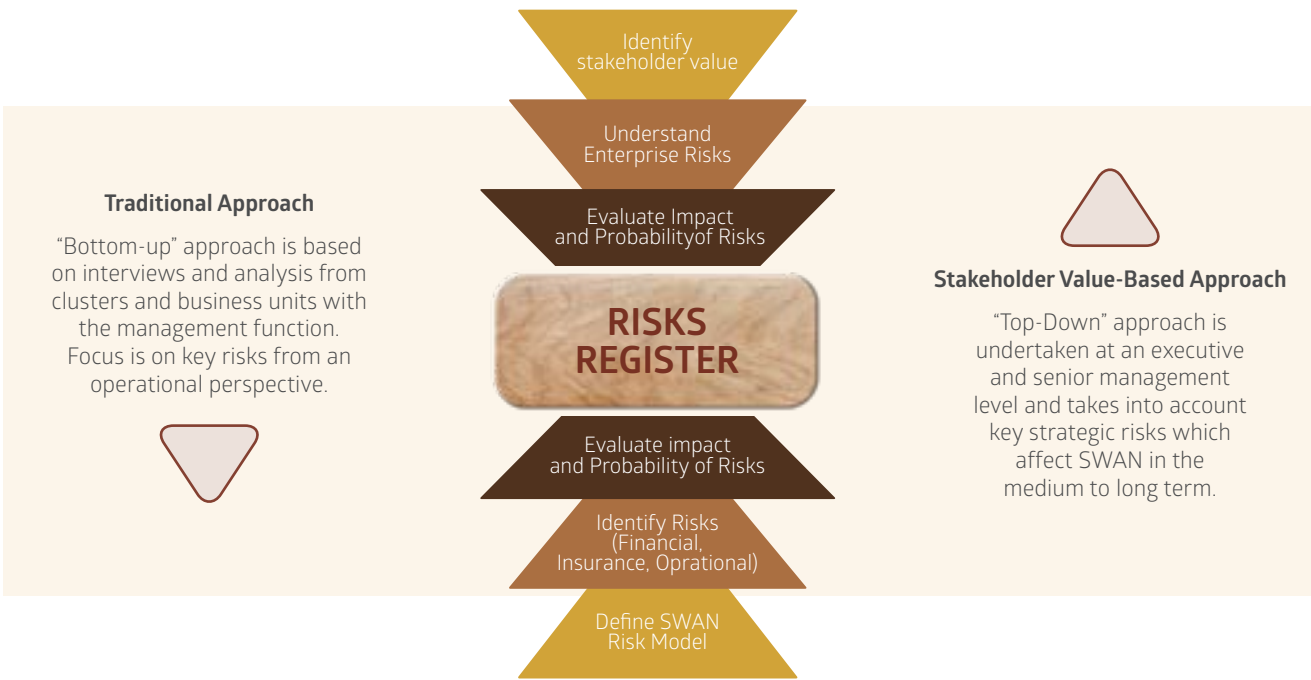 Identify
stakeholder value
Understand
Enterprise Risks
Evaluate Impact
and Probabilityof Risks
Traditional Approach
“Bottom-up” approach is based
on interviews and analysis from
clusters and business units with
the management function.
Focus is on key risks from an
operational perspective.
RISKS
REGISTER
Stakeholder Value-Based Approach
“Top-Down” approach is
undertaken at an executive
and senior management
level and takes into account
key strategic risks which
affect SWAN in the
medium to long term.
Evaluate impact
and Probability of Risks
Identify Risks
(Financial,
Insurance, Oprational)
Define SWAN
Risk Model